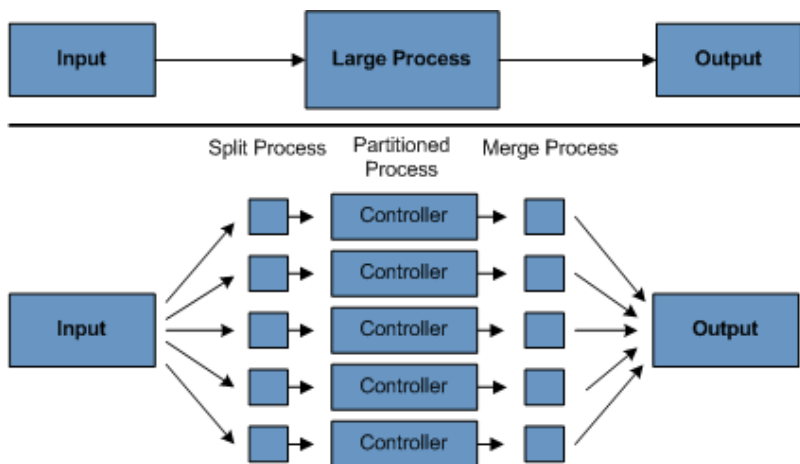 Input
Large Process
Output
Split Process
Partitioned
Process
Merge Process
Controller
Controller
Input
Controller
Output
Controller
Controller